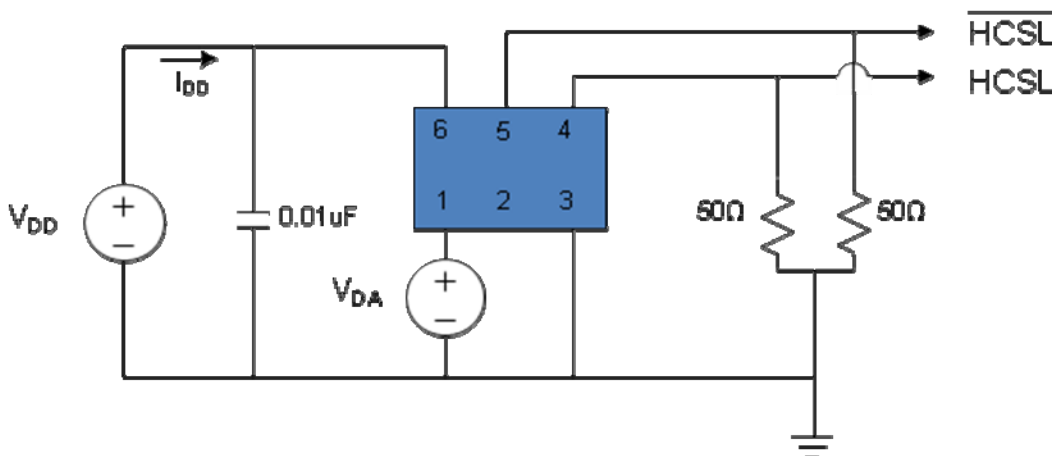 HCSL
I_DD
HCSL
6 5 4
1 2 3
V_DD
+
−
0.01uF
50Ω
50Ω
V_DA
+
−